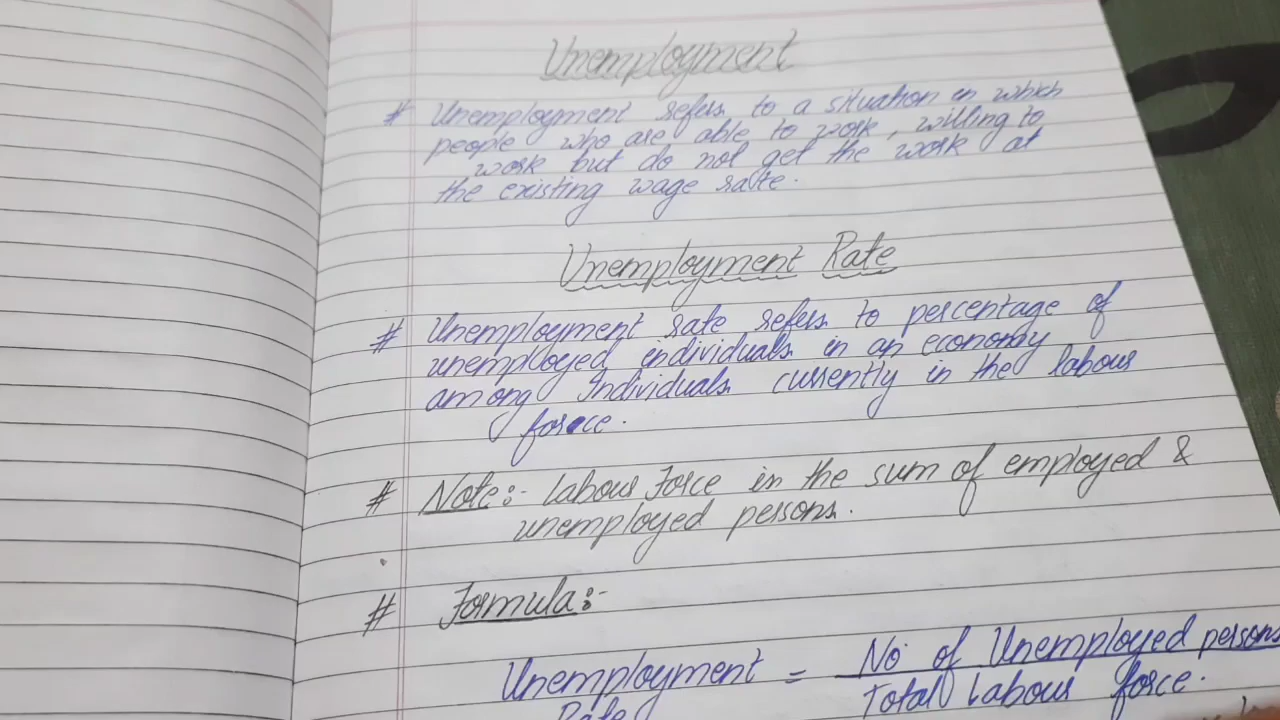 Unemployment
# Unemployment refers to a situation in which
people who are able to work, willing to
work but do not get the work at
the existing wage rate.
Unemployment Rate
# Unemployment rate refers to percentage of
unemployed individuals in an economy
among Individuals currently in the labour
force.
# Note:- Labour Force in the sum of employed &
unemployed persons.
# Formula:-
Unemployment = No of Unemployed persons
Rate Total Labour force.